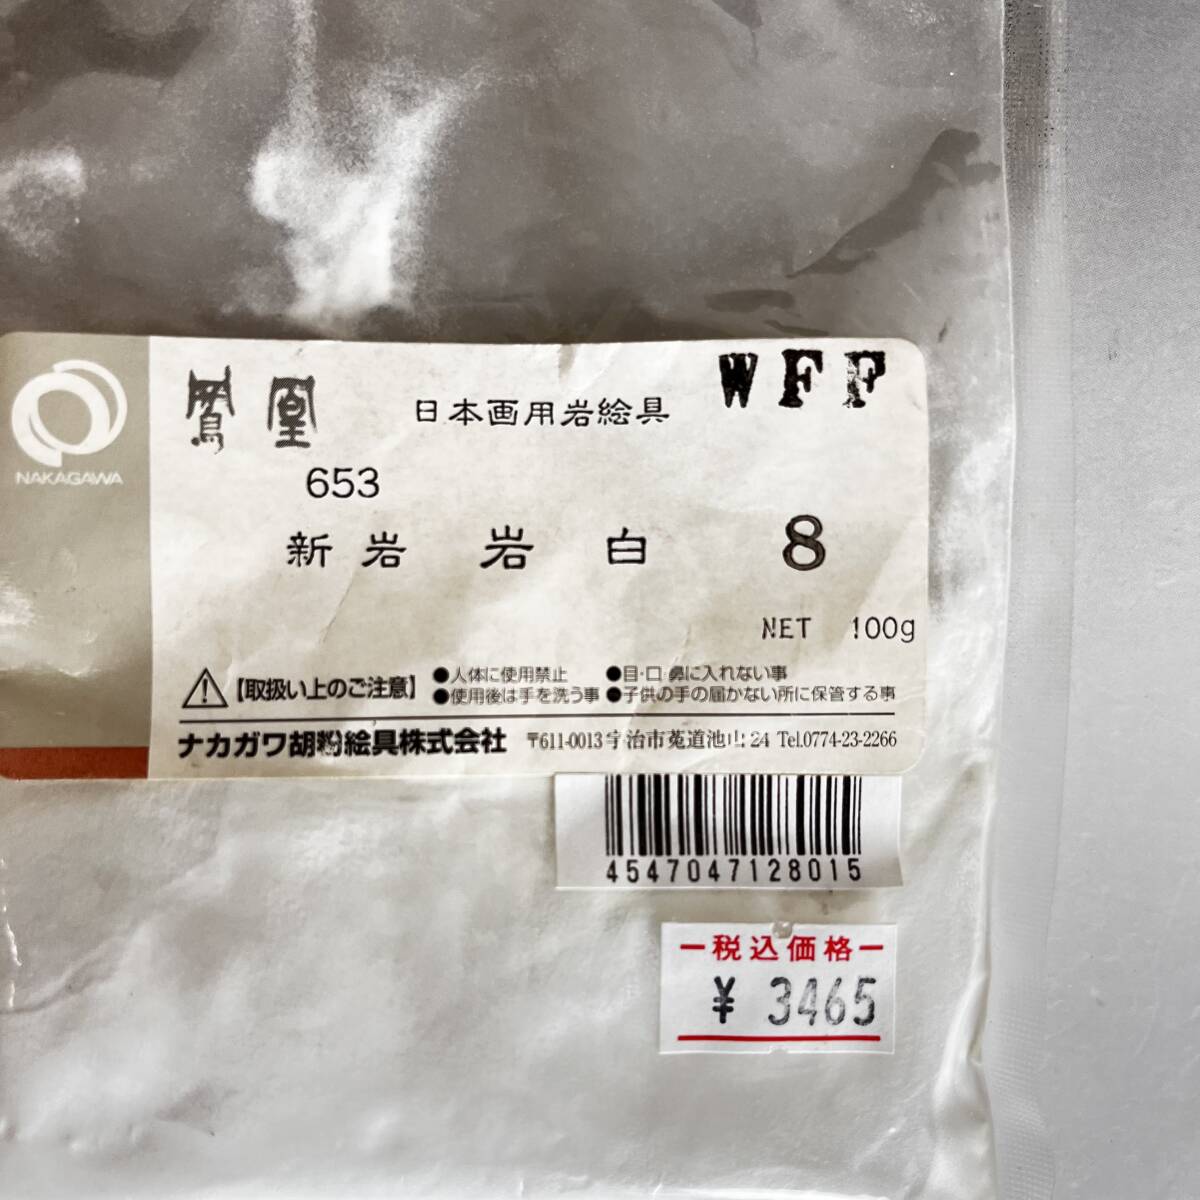 NAKAGAWA
鳳凰 日本画用岩絵具 WFF
653
新岩 岩 白 8
NET 100g
【取扱い上のご注意】 ●人体に使用禁止 ●目・口・鼻に入れない事
●使用後は手を洗う事 ●子供の手の届かない所に保管する事
ナカガワ胡粉絵具株式会社 〒611-0013 宇治市莵道池山24 Tel.0774-23-2266
4547047128015
税込価格
¥ 3465